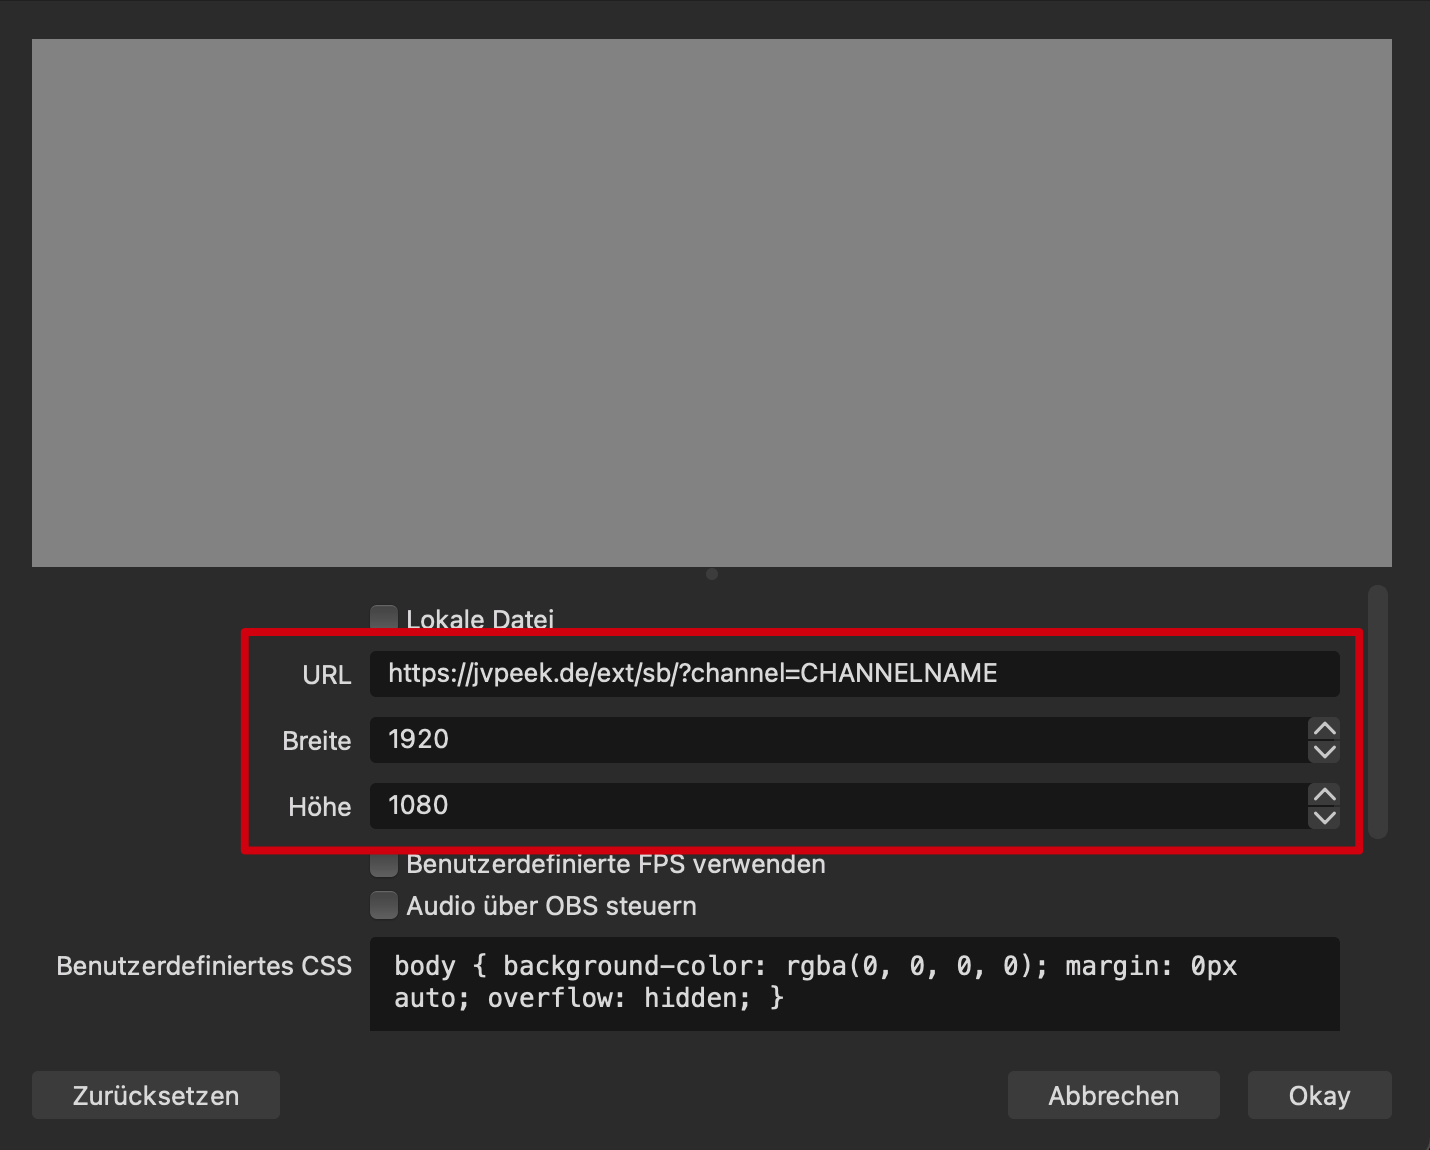 Lokale Datei
URL https://jvpeek.de/ext/sb/?channel=CHANNELNAME
Breite 1920
Höhe 1080
Benutzerdefinierte FPS verwenden
Audio über OBS steuern
Benutzerdefiniertes CSS body { background-color: rgba(0, 0, 0, 0); margin: 0px
auto; overflow: hidden; }
Zurücksetzen Abbrechen Okay